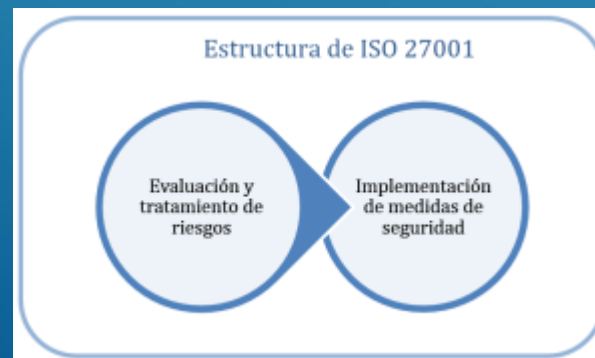 Estructura de ISO 27001
Evaluación y
tratamiento de
riesgos
Implementación
de medidas de
seguridad